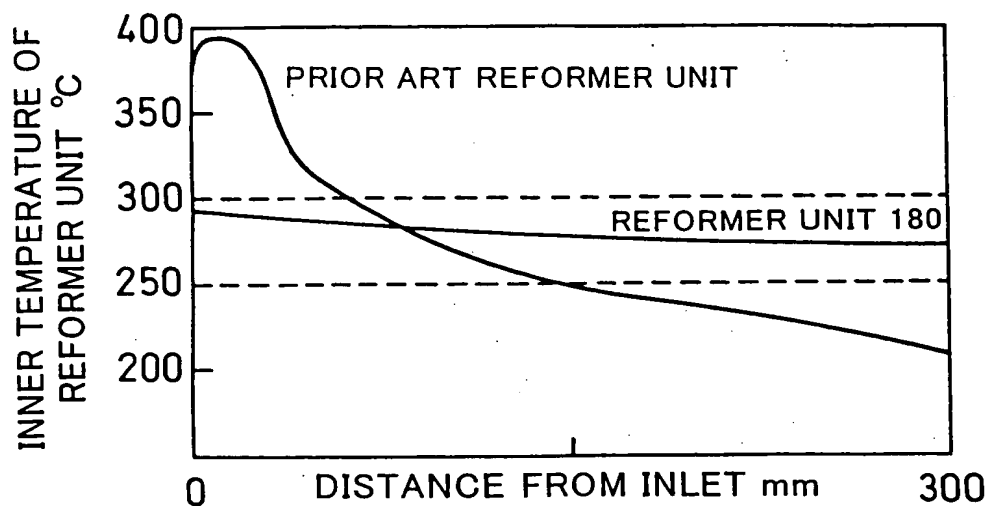 INNER TEMPERATURE OF
REFORMER UNIT °C
400
350
300
250
200
PRIOR ART REFORMER UNIT
REFORMER UNIT 180
0
DISTANCE FROM INLET mm
300